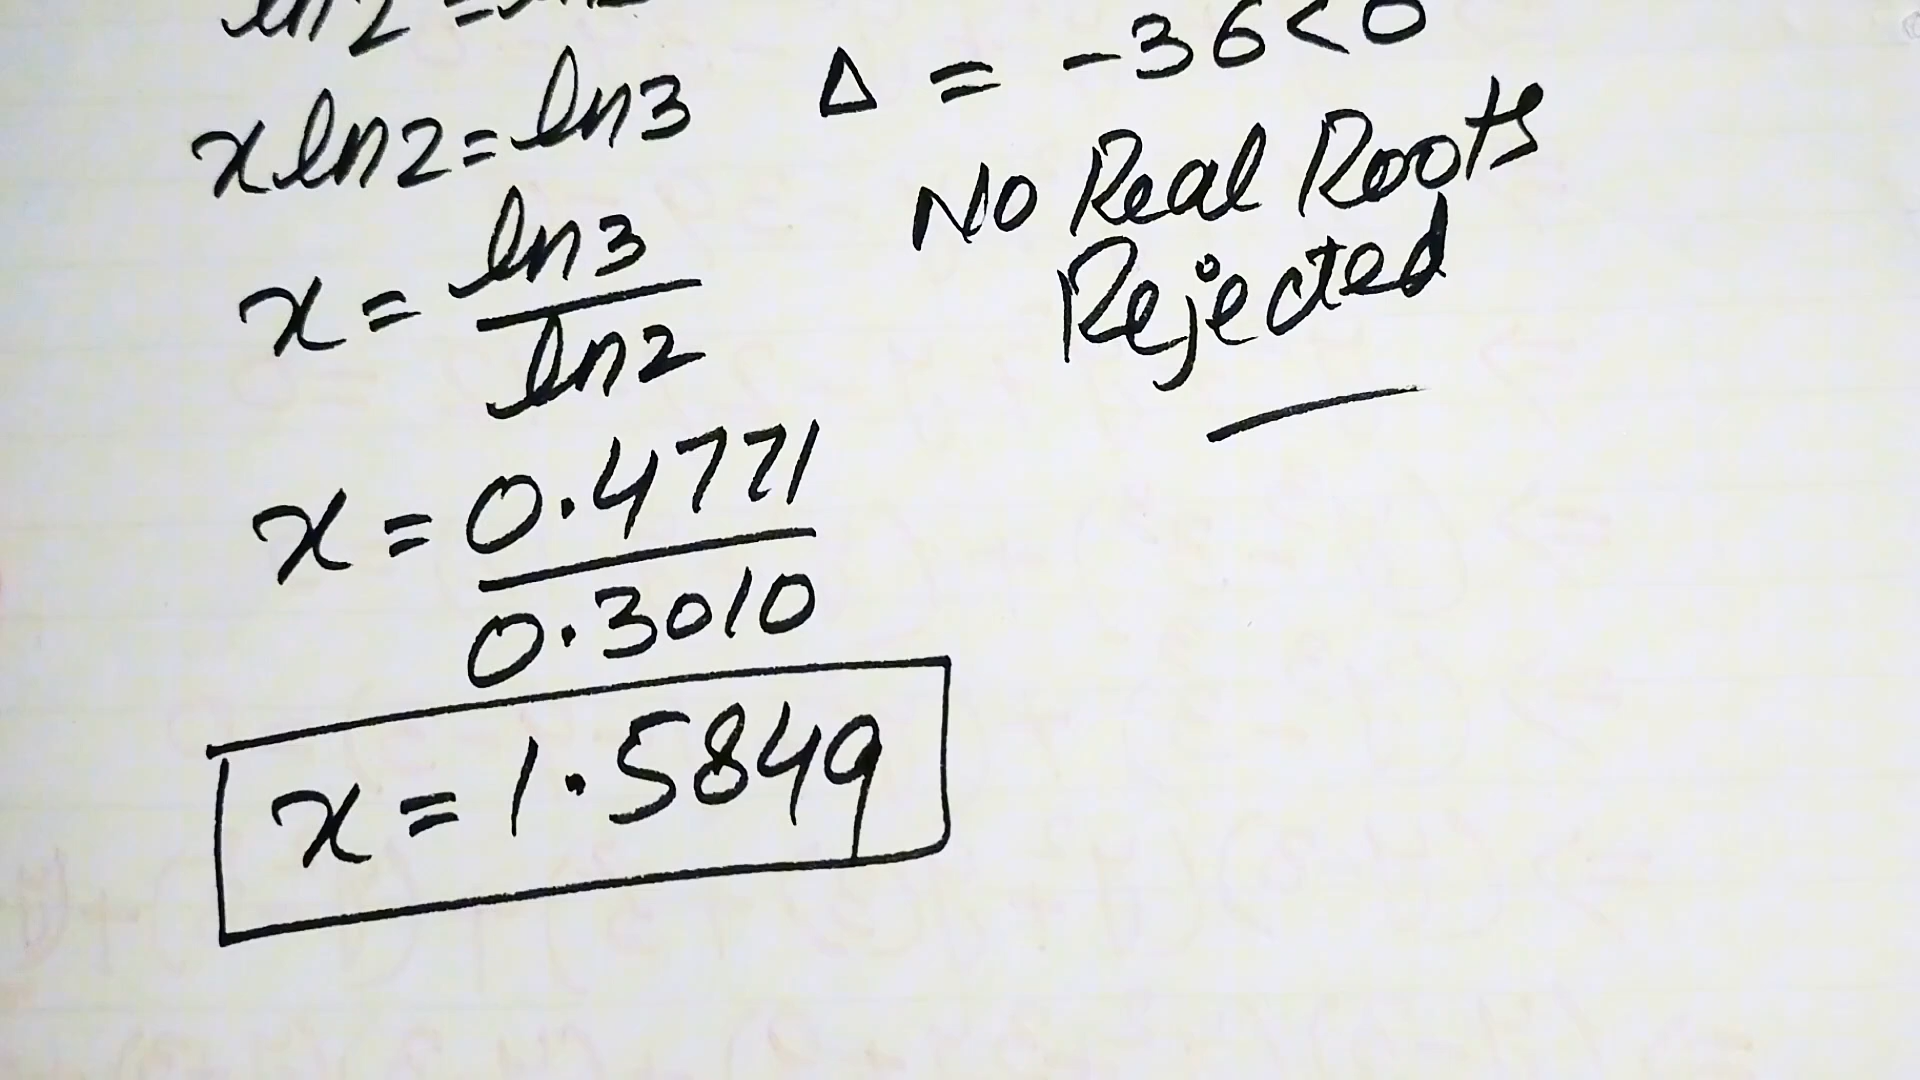 x ln2 = ln3
x = ln3 / ln2
x = 0.4771 / 0.3010
x = 1.5849
Δ = -36 < 0
No Real Roots
Rejected